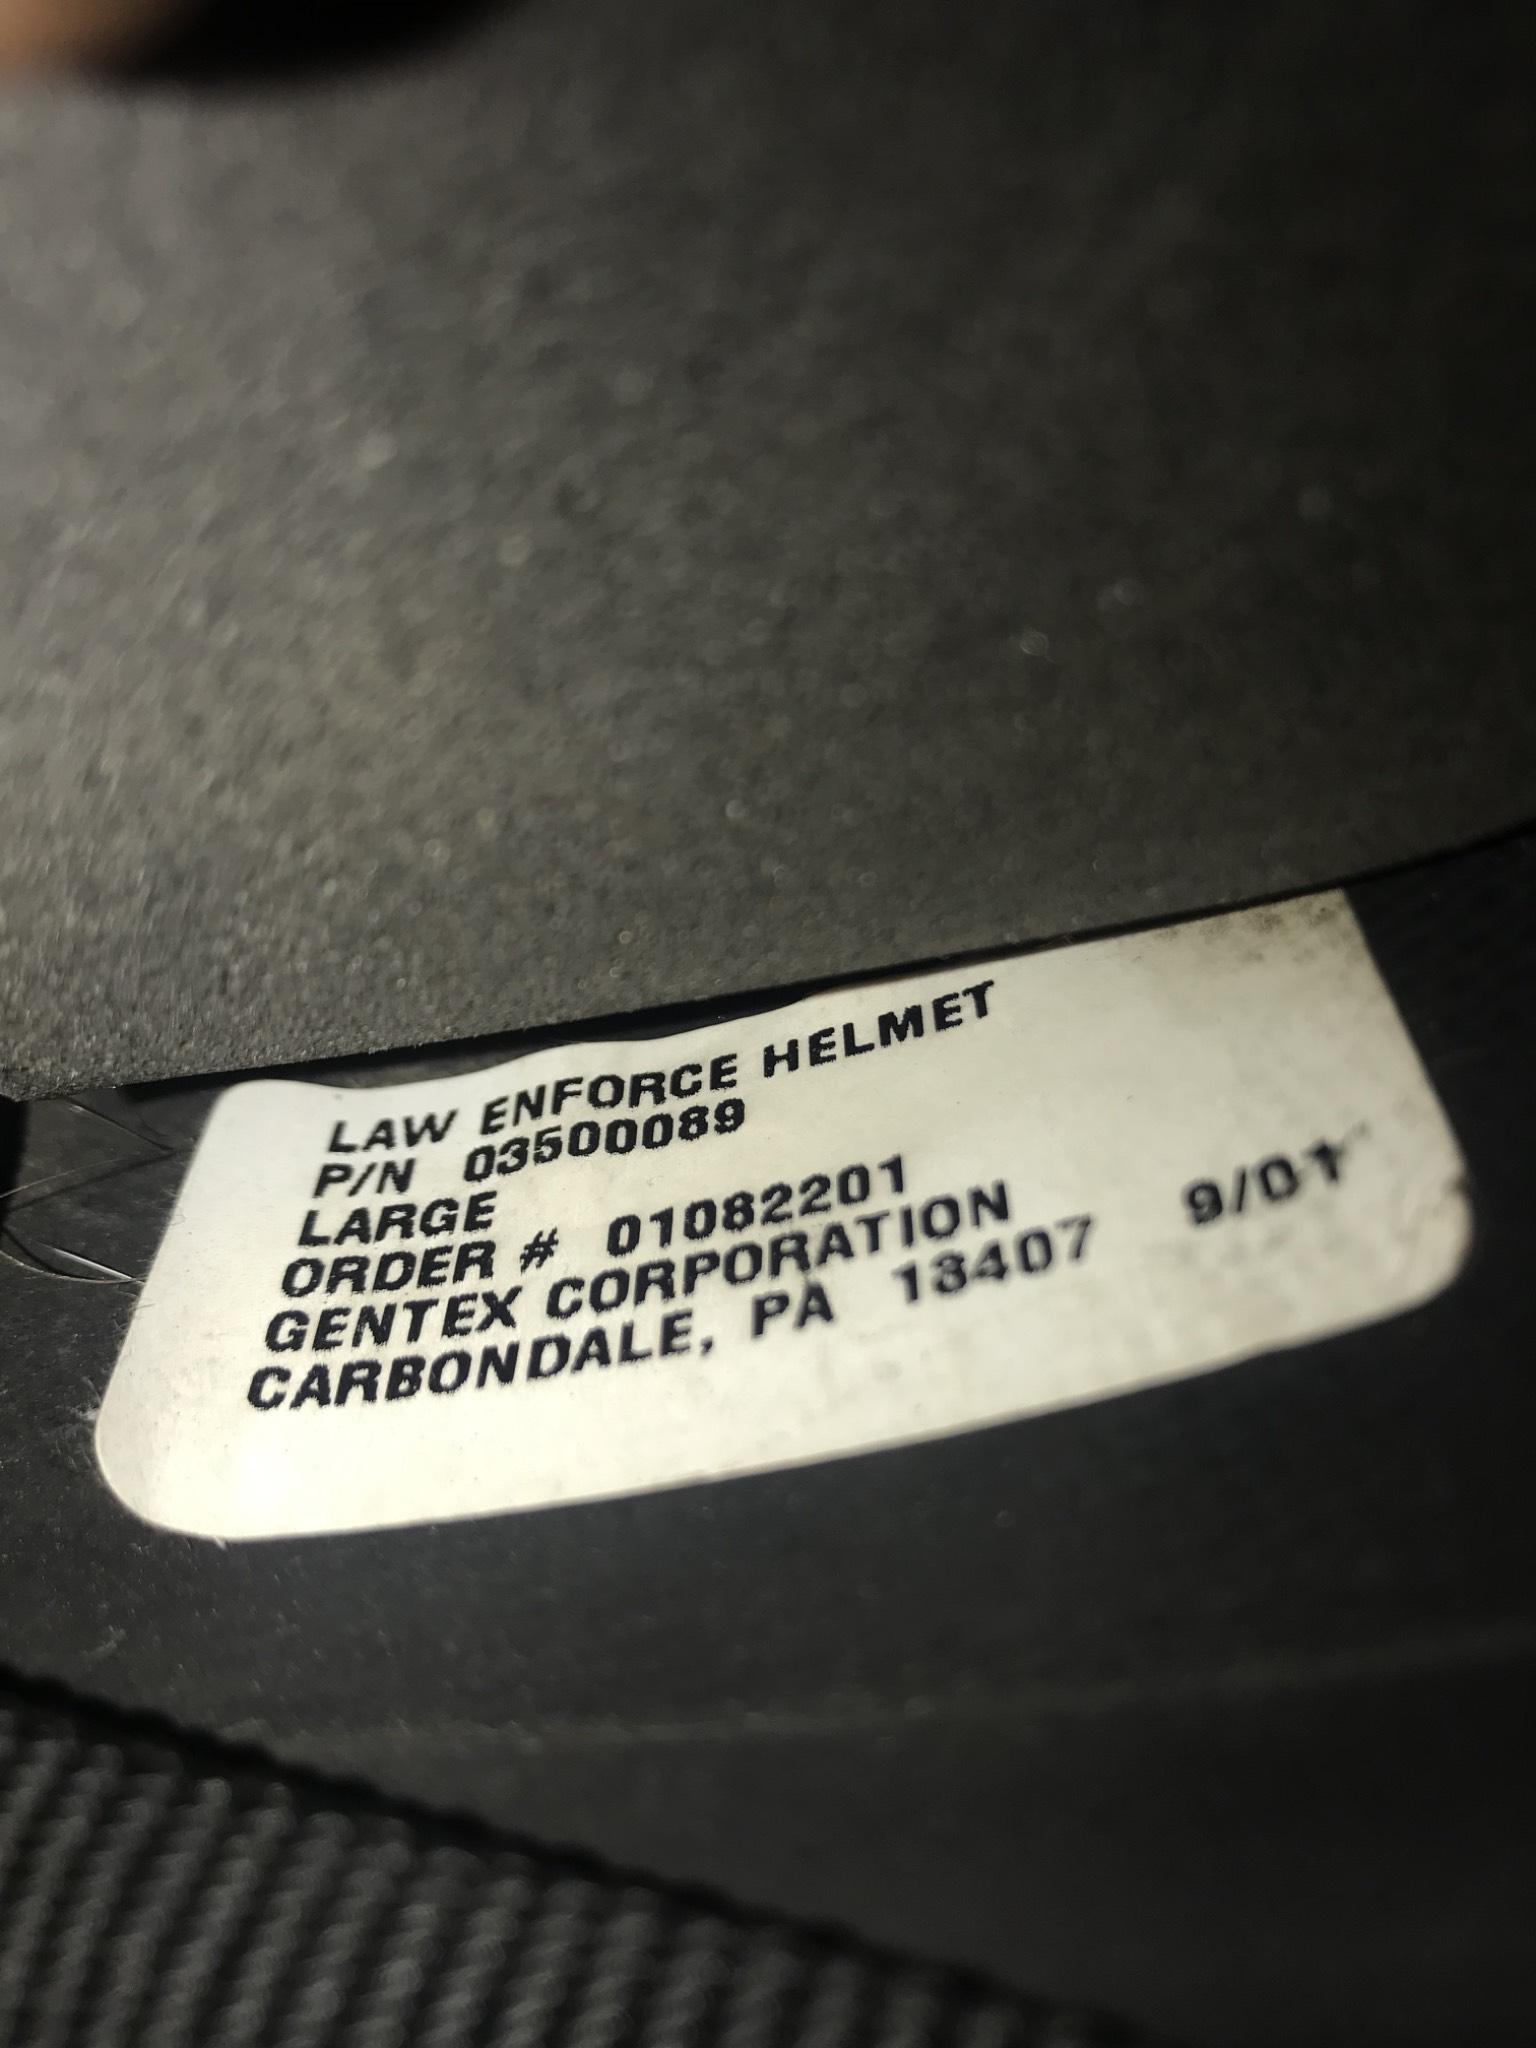 LAW ENFORCE HELMET
P/N 03500089
LARGE
ORDER # 01082201
GENTEX CORPORATION
CARBONDALE, PA 18407 9/01